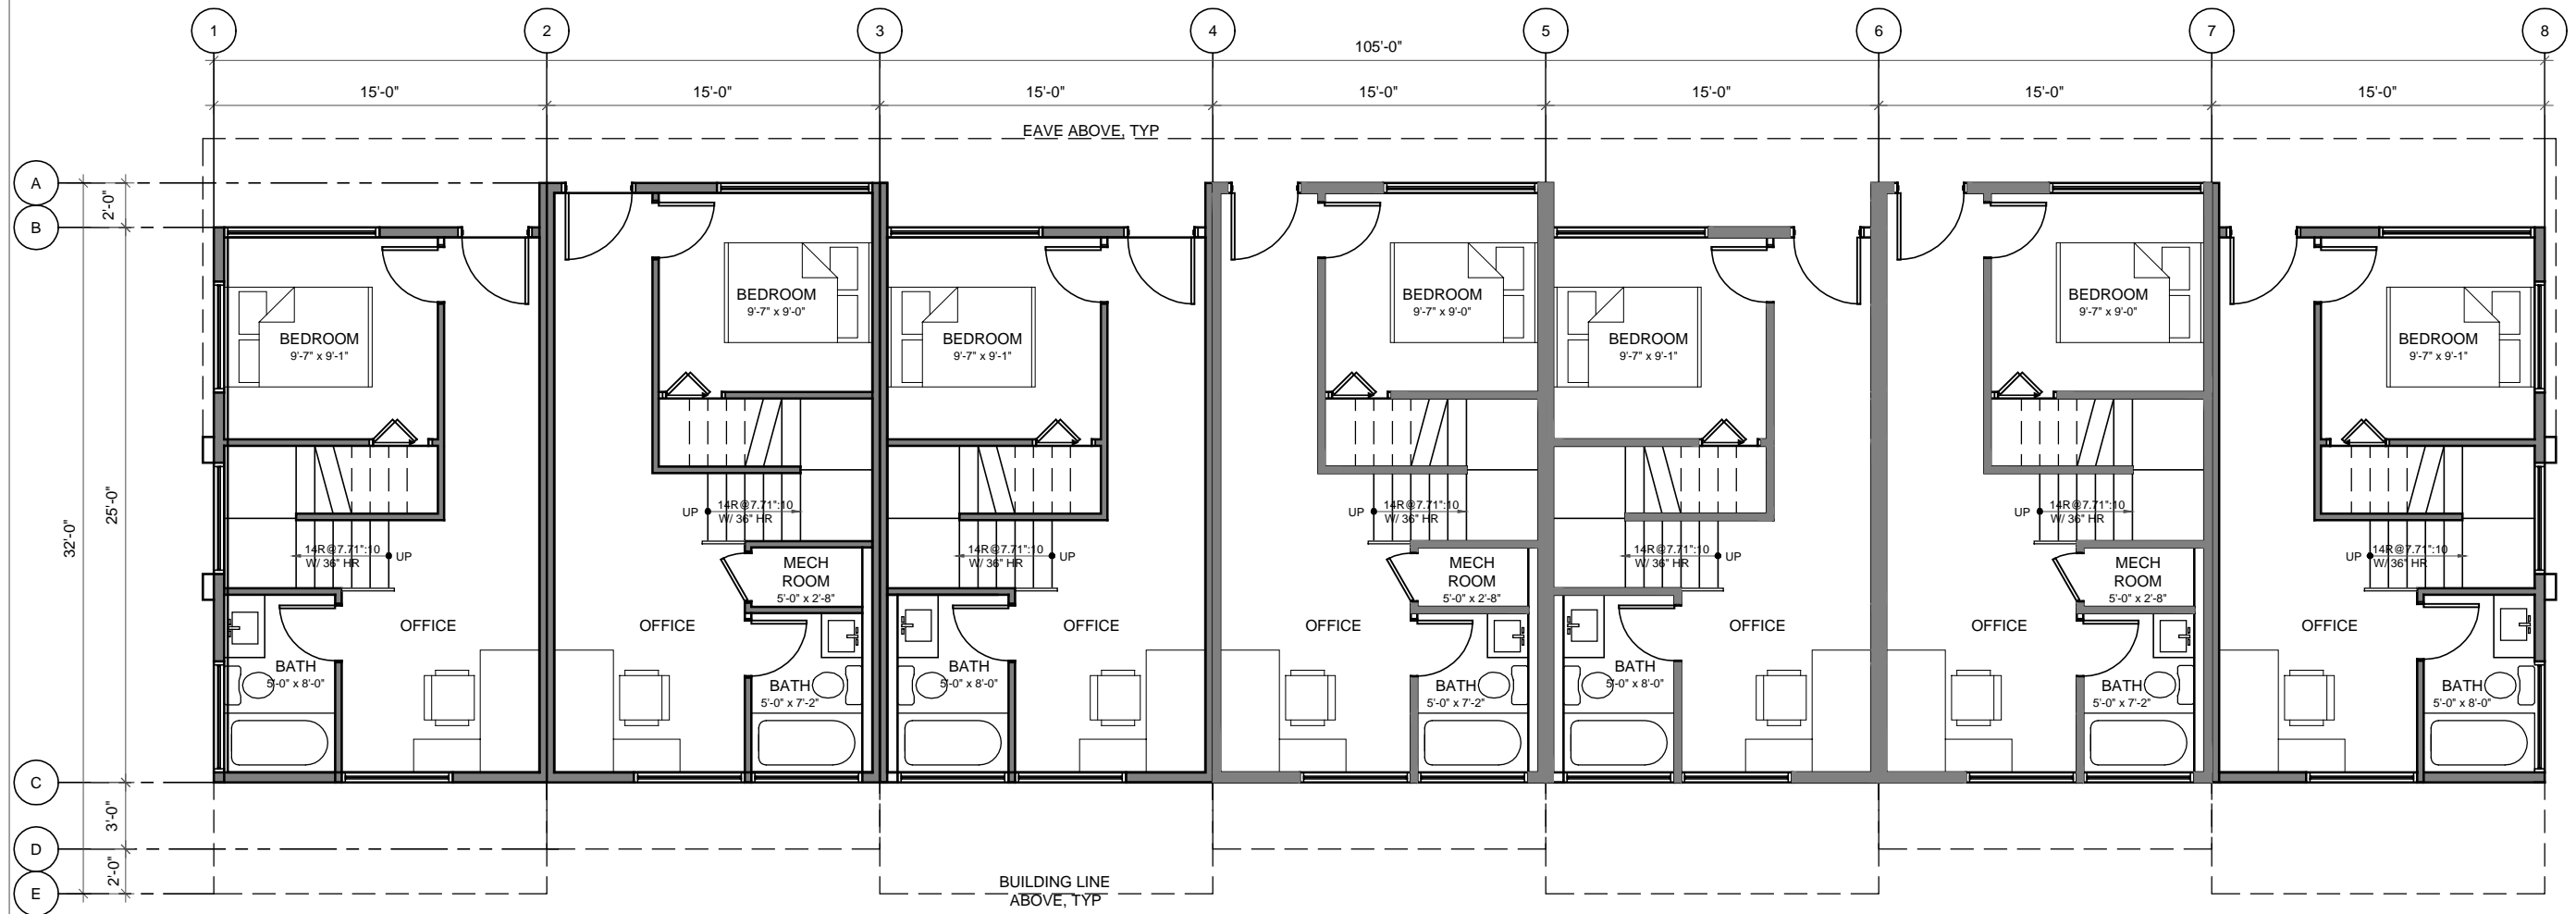 1 2 3 4 5 6 7 8
105'-0"
15'-0" 15'-0" 15'-0" 15'-0" 15'-0" 15'-0" 15'-0"
EAVE ABOVE, TYP
A
2'-0"
B
32'-0"
25'-0"
C
3'-0"
D
2'-0"
E
BEDROOM
9'-7" x 9'-1"
14R@7.71":10
W/ 36" HR
UP
OFFICE
BATH
5'-0" x 8'-0"
BEDROOM
9'-7" x 9'-0"
UP
14R@7.71":10
W/ 36" HR
MECH
ROOM
5'-0" x 2'-8"
OFFICE
BATH
5'-0" x 7'-2"
BEDROOM
9'-7" x 9'-1"
14R@7.71":10
W/ 36" HR
UP
OFFICE
BATH
5'-0" x 8'-0"
BEDROOM
9'-7" x 9'-0"
UP
14R@7.71":10
W/ 36" HR
MECH
ROOM
5'-0" x 2'-8"
OFFICE
BATH
5'-0" x 7'-2"
BEDROOM
9'-7" x 9'-1"
14R@7.71":10
W/ 36" HR
UP
OFFICE
BATH
5'-0" x 8'-0"
BEDROOM
9'-7" x 9'-0"
UP
14R@7.71":10
W/ 36" HR
MECH
ROOM
5'-0" x 2'-8"
OFFICE
BATH
5'-0" x 7'-2"
BEDROOM
9'-7" x 9'-1"
UP
14R@7.71":10
W/ 36" HR
OFFICE
BATH
5'-0" x 8'-0"
BUILDING LINE
ABOVE, TYP